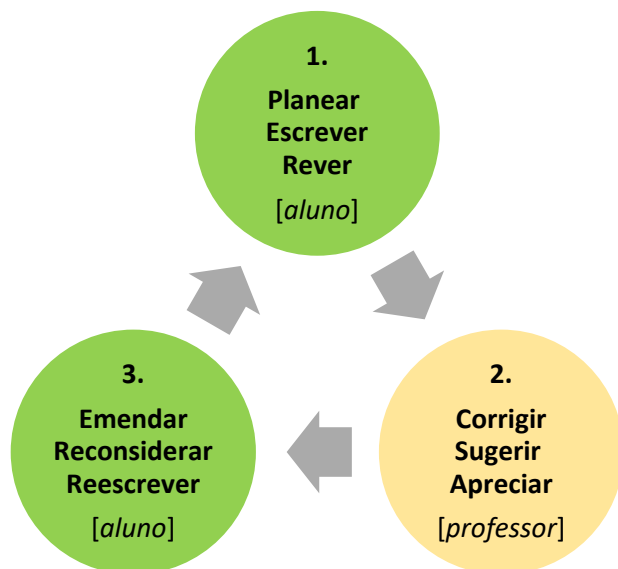 1.
Planear
Escrever
Rever
[aluno]
2.
Corrigir
Sugerir
Apreciar
[professor]
3.
Emendar
Reconsiderar
Reescrever
[aluno]